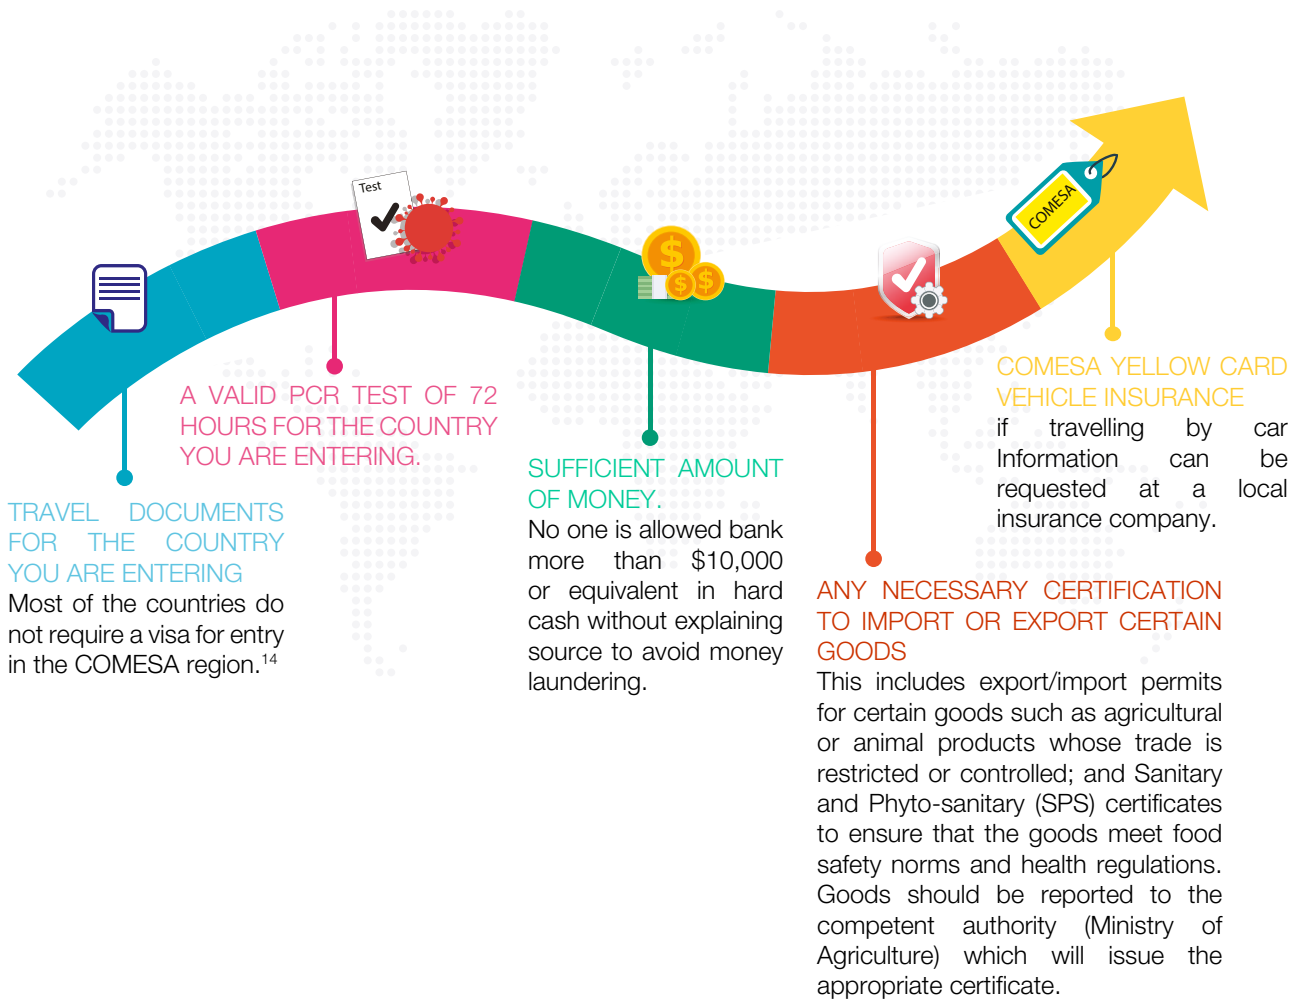 Test
COMESA
TRAVEL DOCUMENTS
FOR THE COUNTRY
YOU ARE ENTERING
Most of the countries do
not require a visa for entry
in the COMESA region.14
A VALID PCR TEST OF 72
HOURS FOR THE COUNTRY
YOU ARE ENTERING.
SUFFICIENT AMOUNT
OF MONEY.
No one is allowed bank
more than $10,000
or equivalent in hard
cash without explaining
source to avoid money
laundering.
ANY NECESSARY CERTIFICATION
TO IMPORT OR EXPORT CERTAIN
GOODS
This includes export/import permits
for certain goods such as agricultural
or animal products whose trade is
restricted or controlled; and Sanitary
and Phyto-sanitary (SPS) certificates
to ensure that the goods meet food
safety norms and health regulations.
Goods should be reported to the
competent authority (Ministry of
Agriculture) which will issue the
appropriate certificate.
COMESA YELLOW CARD
VEHICLE INSURANCE
if travelling by car
Information can be
requested at a local
insurance company.